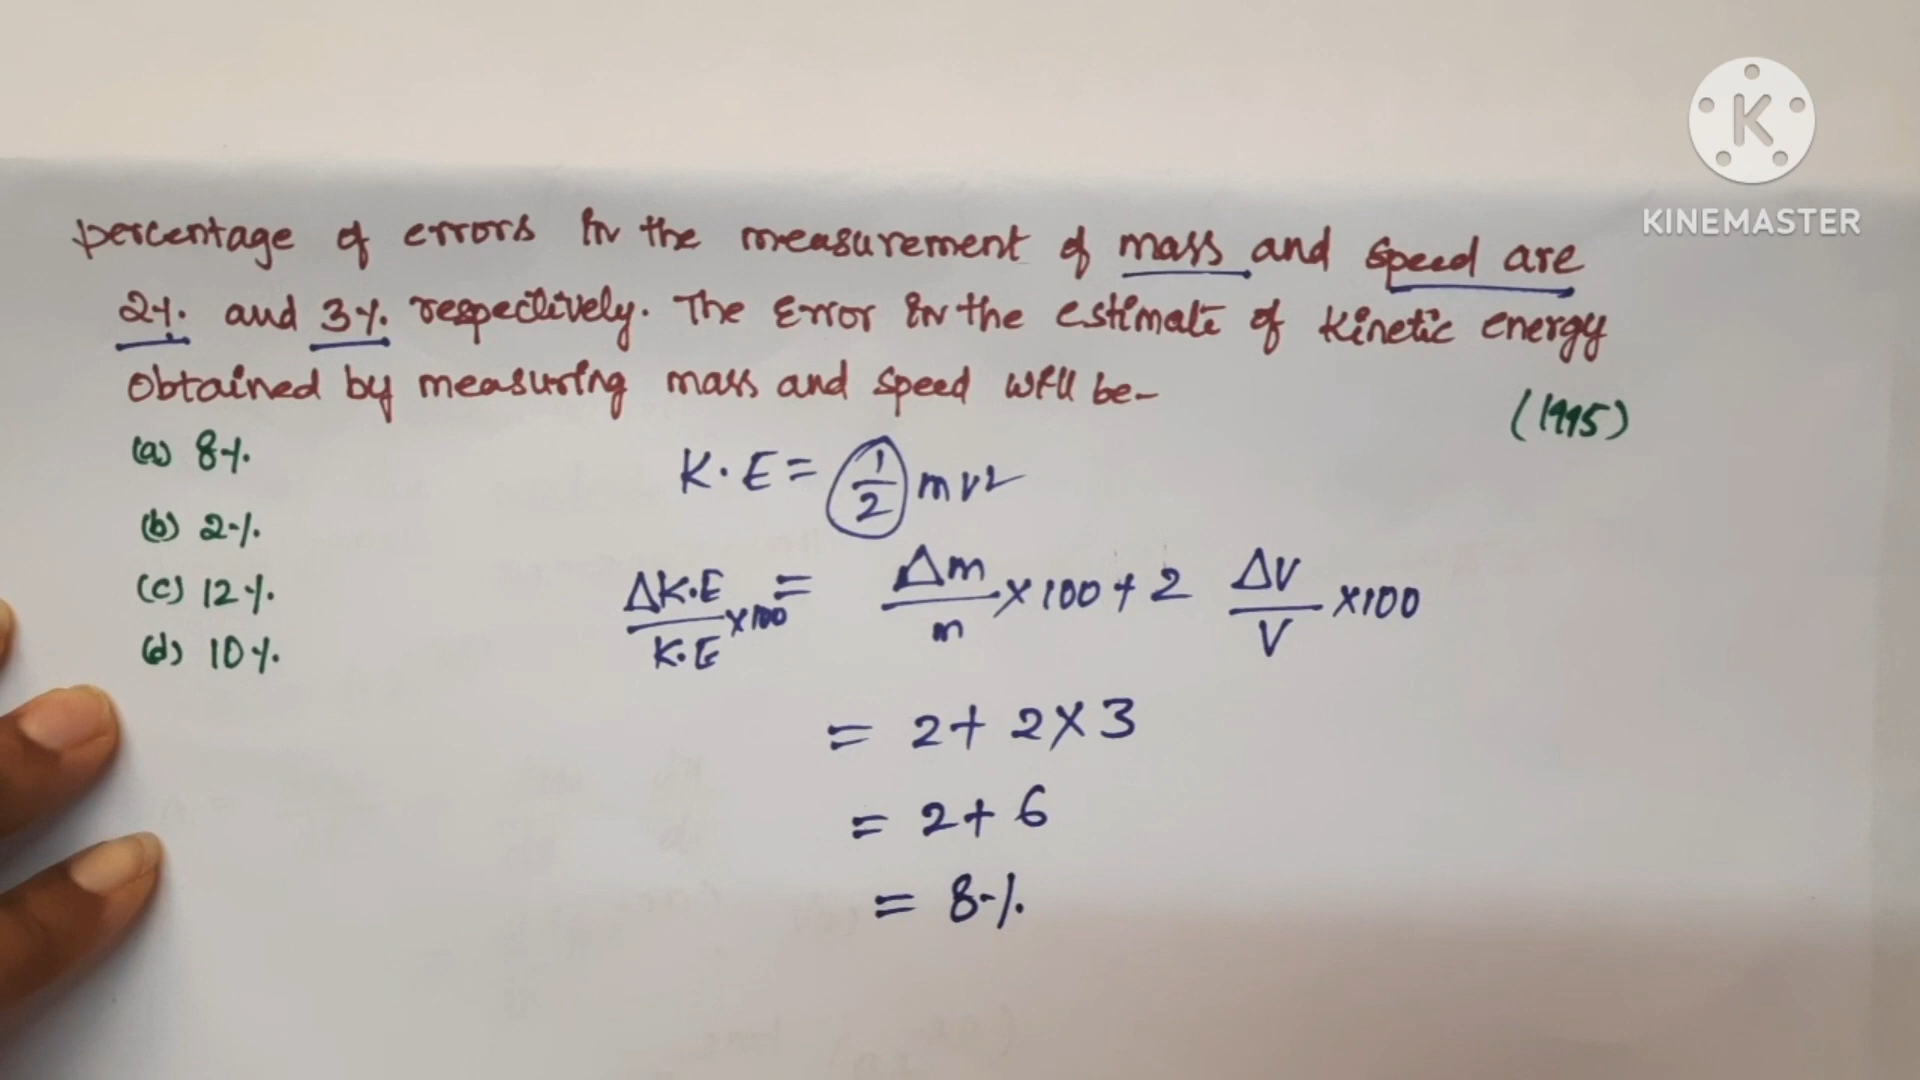 K
KINEMASTER
percentage of errors in the measurement of mass and speed are
2% and 3% respectively. The Error in the estimate of Kinetic energy
obtained by measuring mass and speed will be-
(1995)
(a) 8%
(b) 2%
(c) 12%
(d) 10%
K.E = 1/2 mv²
ΔK.E/K.E ×100 = Δm/m ×100 + 2 ΔV/V ×100
= 2 + 2×3
= 2+6
= 8%